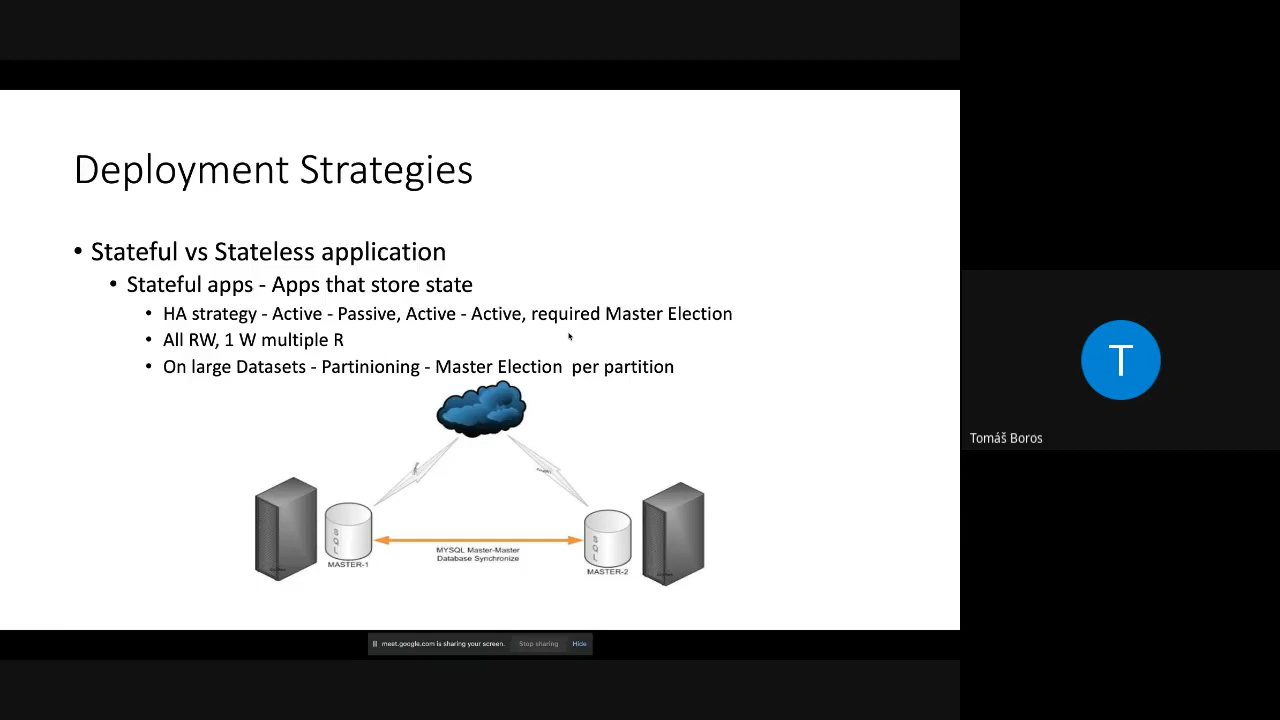 Deployment Strategies
• Stateful vs Stateless application
• Stateful apps - Apps that store state
• HA strategy - Active - Passive, Active - Active, required Master Election
• All RW, 1 W multiple R
• On large Datasets - Partinioning - Master Election per partition
SQL
SQL
MYSQL Master-Master
Database Synchronize
MASTER-1
MASTER-2
Tomáš Boros
T
meet.google.com is sharing your screen.
Stop sharing
Hide